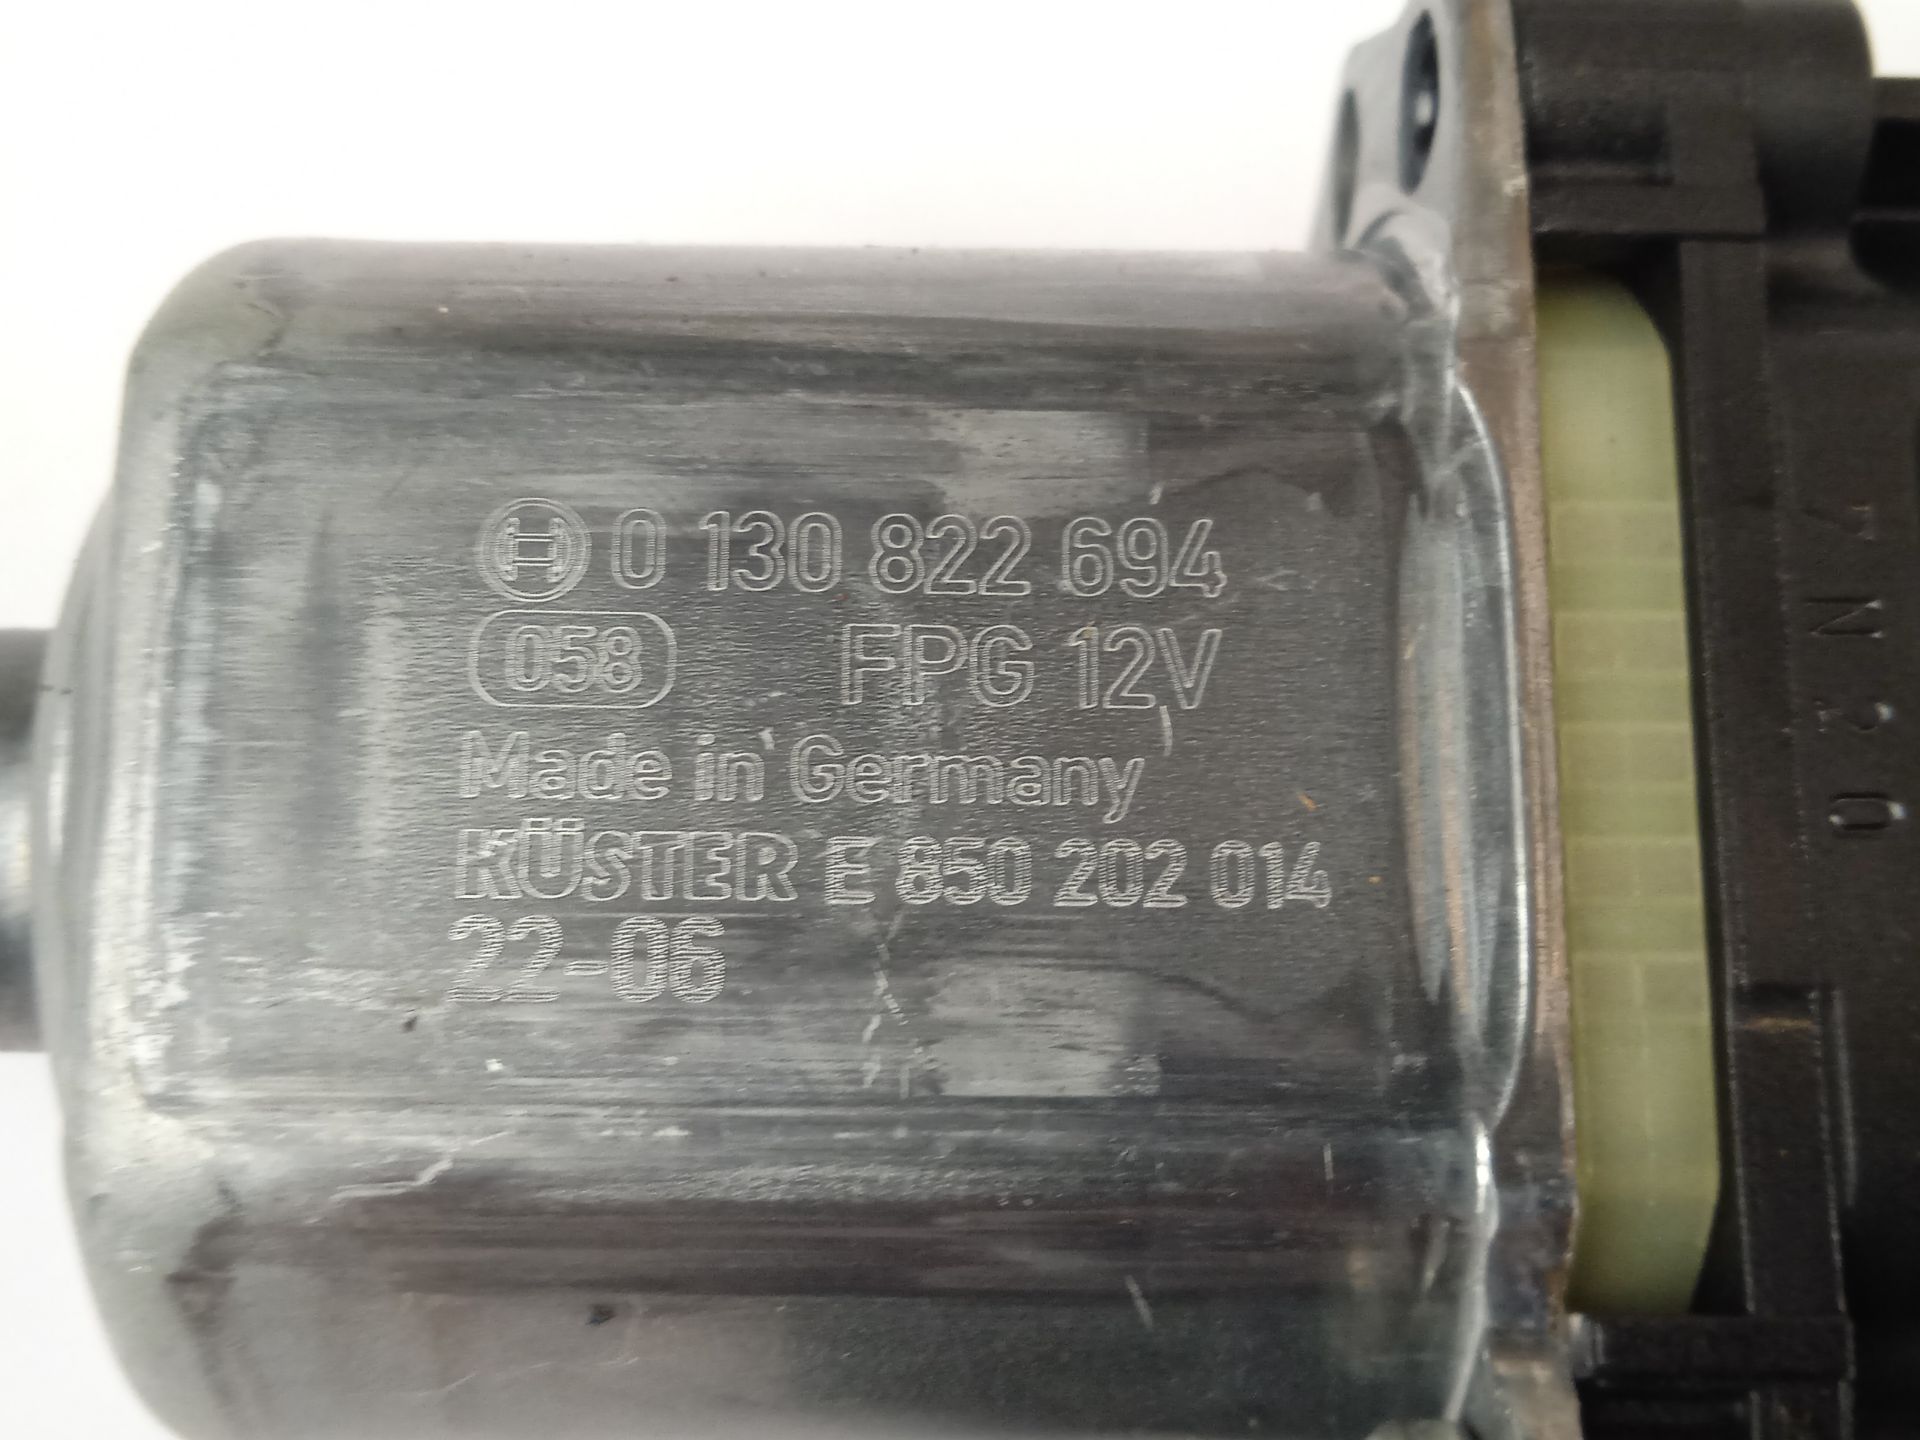 0 130 822 694
058 FPG 12V
Made in Germany
KÜSTER E 850 202 014
22-06